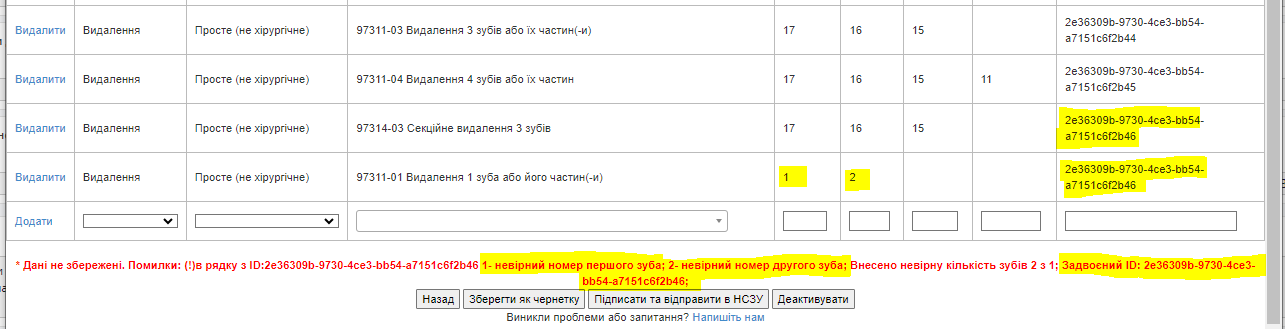 Видалити Видалення Просте (не хірургічне) 97311-03 Видалення 3 зубів або їх частин(-и) 17 16 15 2e36309b-9730-4ce3-bb54-
a7151c6f2b44
Видалити Видалення Просте (не хірургічне) 97311-04 Видалення 4 зубів або їх частин 17 16 15 11 2e36309b-9730-4ce3-bb54-
a7151c6f2b45
Видалити Видалення Просте (не хірургічне) 97314-03 Секційне видалення 3 зубів 17 16 15 2e36309b-9730-4ce3-bb54-
a7151c6f2b46
Видалити Видалення Просте (не хірургічне) 97311-01 Видалення 1 зуба або його частин(-и) 1 2 2e36309b-9730-4ce3-bb54-
a7151c6f2b46
Додати
* Дані не збережені. Помилки: (!)в рядку з ID:2e36309b-9730-4ce3-bb54-a7151c6f2b46 1- невірний номер першого зуба; 2- невірний номер другого зуба; Внесено невірну кількість зубів 2 з 1; Задвоєний ID: 2e36309b-9730-4ce3-
bb54-a7151c6f2b46;
Назад Зберегти як чернетку Підписати та відправити в НСЗУ Деактивувати
Виникли проблеми або запитання? Напишіть нам